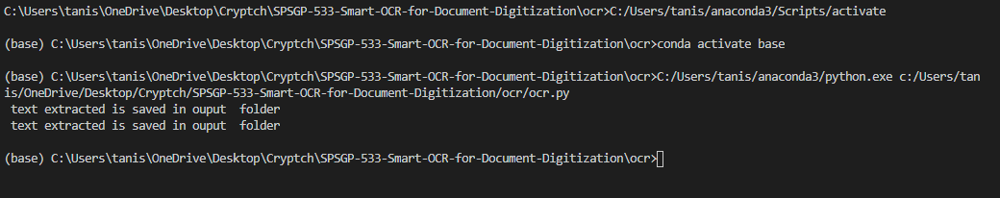 C:\Users\tanis\OneDrive\Desktop\Cryptch\SPSGP-533-Smart-OCR-for-Document-Digitization\ocr>C:/Users/tanis/anaconda3/Scripts/activate
(base) C:\Users\tanis\OneDrive\Desktop\Cryptch\SPSGP-533-Smart-OCR-for-Document-Digitization\ocr>conda activate base
(base) C:\Users\tanis\OneDrive\Desktop\Cryptch\SPSGP-533-Smart-OCR-for-Document-Digitization\ocr>C:/Users/tanis/anaconda3/python.exe c:/Users/tan
is/OneDrive/Desktop/Cryptch/SPSGP-533-Smart-OCR-for-Document-Digitization/ocr/ocr.py
 text extracted is saved in ouput  folder
 text extracted is saved in ouput  folder
(base) C:\Users\tanis\OneDrive\Desktop\Cryptch\SPSGP-533-Smart-OCR-for-Document-Digitization\ocr>